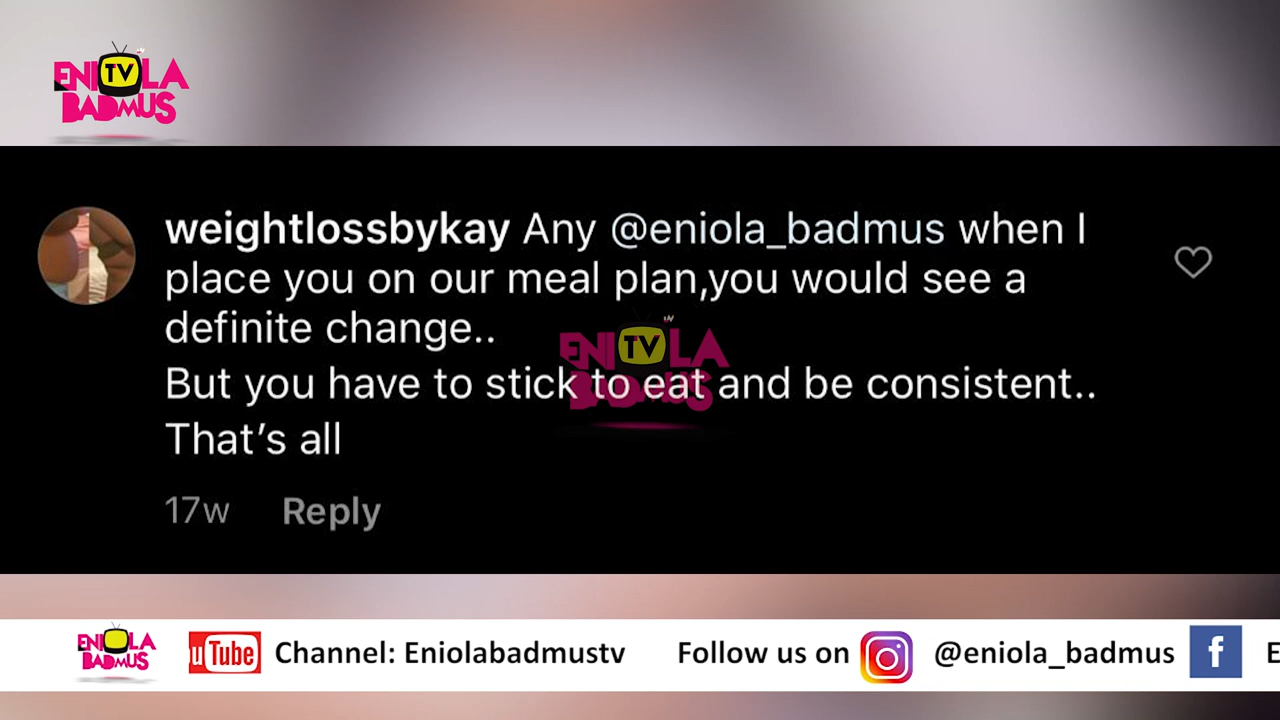 ENIOLA
TV
BADMUS
weightlossbykay Any @eniola_badmus when I
place you on our meal plan,you would see a
definite change..
ENIOLA
TV
But you have to stick to eat and be consistent..
BADMUS
That's all
17w Reply
ENIOLA
BADMUS
uTube Channel: Eniolabadmustv Follow us on @eniola_badmus f E